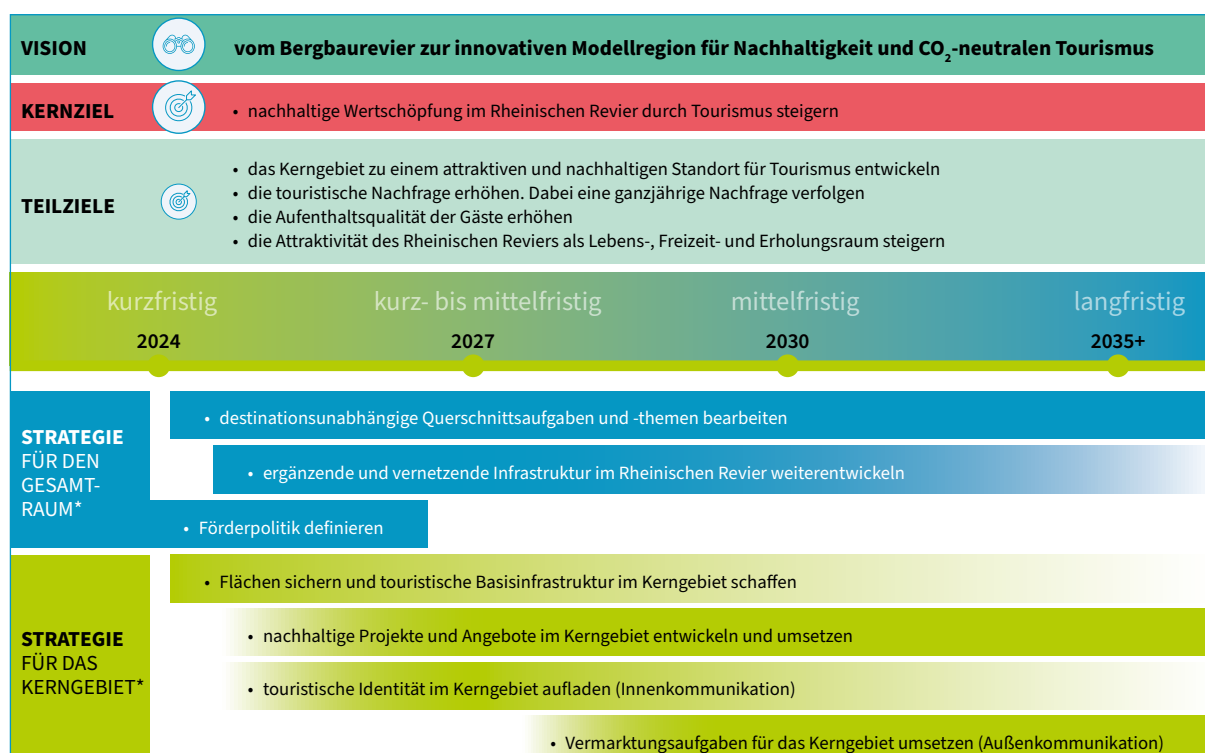 VISION
vom Bergbaurevier zur innovativen Modellregion für Nachhaltigkeit und CO₂-neutralen Tourismus
KERNZIEL
• nachhaltige Wertschöpfung im Rheinischen Revier durch Tourismus steigern
TEILZIELE
• das Kerngebiet zu einem attraktiven und nachhaltigen Standort für Tourismus entwickeln
• die touristische Nachfrage erhöhen. Dabei eine ganzjährige Nachfrage verfolgen
• die Aufenthaltsqualität der Gäste erhöhen
• die Attraktivität des Rheinischen Reviers als Lebens-, Freizeit- und Erholungsraum steigern
kurzfristig
2024
kurz- bis mittelfristig
2027
mittelfristig
2030
langfristig
2035+
STRATEGIE
FÜR DEN
GESAMT-
RAUM*
• destinationsunabhängige Querschnittsaufgaben und -themen bearbeiten
• ergänzende und vernetzende Infrastruktur im Rheinischen Revier weiterentwickeln
• Förderpolitik definieren
STRATEGIE
FÜR DAS
KERNGEBIET*
• Flächen sichern und touristische Basisinfrastruktur im Kerngebiet schaffen
• nachhaltige Projekte und Angebote im Kerngebiet entwickeln und umsetzen
• touristische Identität im Kerngebiet aufladen (Innenkommunikation)
• Vermarktungsaufgaben für das Kerngebiet umsetzen (Außenkommunikation)